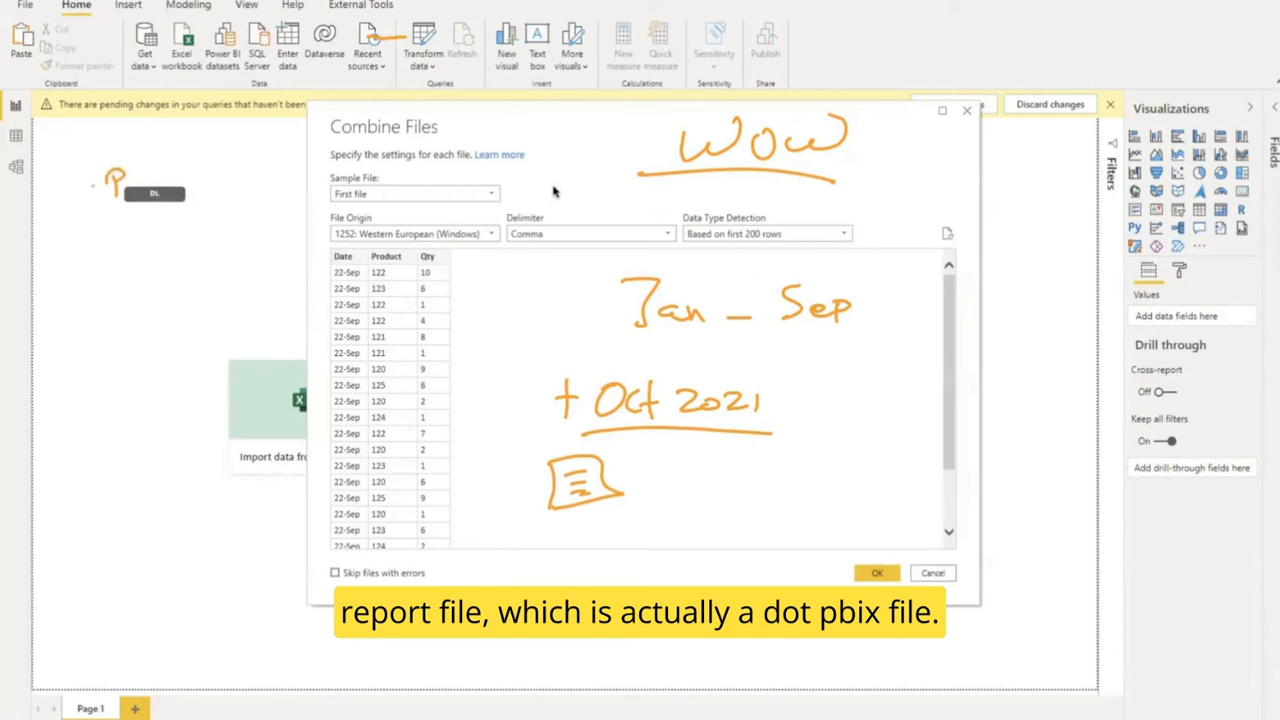 File Home Insert Modeling View Help External Tools
Cut
Copy
Format painter
Paste
Get data
Excel workbook
Power BI datasets
SQL Server
Enter data
Dataverse
Recent sources
Transform data
Refresh
New visual
Text box
More visuals
New measure
Quick measure
Sensitivity
Publish
Clipboard Data Queries Insert Calculations Sensitivity Share
There are pending changes in your queries that haven't been
Discard changes
Visualizations
Fields
Filters
Combine Files
WOW
Specify the settings for each file. Learn more
Sample File:
First file
P
DL
File Origin Delimiter Data Type Detection
1252: Western European (Windows) Comma Based on first 200 rows
Date Product Qty
22-Sep 122 10
22-Sep 123 6
22-Sep 122 1
22-Sep 122 4
22-Sep 121 8
22-Sep 121 1
22-Sep 120 9
22-Sep 125 6
22-Sep 120 2
22-Sep 124 1
22-Sep 122 7
22-Sep 120 2
22-Sep 123 1
22-Sep 120 6
22-Sep 125 9
22-Sep 120 1
22-Sep 123 6
22-Sep 124 2
Jan - Sep
+ Oct 2021
Import data fro
Values
Add data fields here
Drill through
Cross-report
Off
Keep all filters
On
Add drill-through fields here
Skip files with errors
OK
Cancel
report file, which is actually a dot pbix file.
Page 1